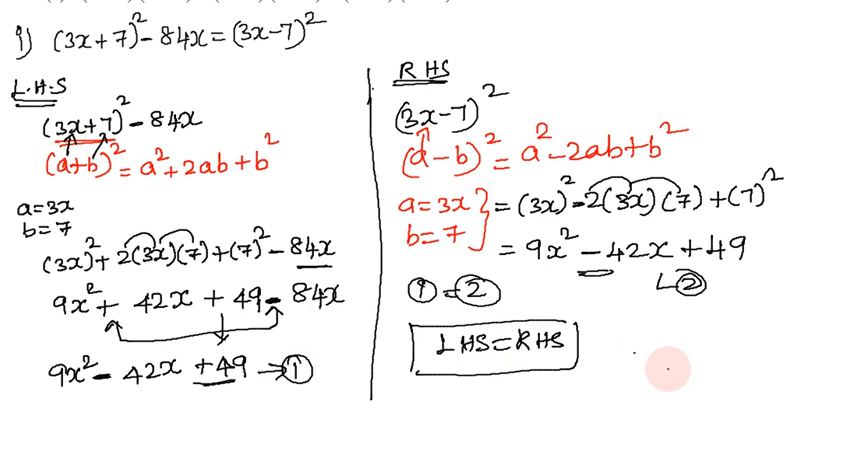 i) (3x+7)² - 84x = (3x-7)²
L.H.S
(3x+7)² - 84x
(a+b)² = a² + 2ab + b²
a = 3x
b = 7
(3x)² + 2(3x)(7) + (7)² - 84x
9x² + 42x + 49 - 84x
9x² - 42x + 49 → ①
RHS
(3x-7)²
(a-b)² = a² - 2ab + b²
a = 3x } = (3x)² - 2(3x)(7) + (7)²
b = 7 } = 9x² - 42x + 49
↳ ②
① = ②
LHS = RHS